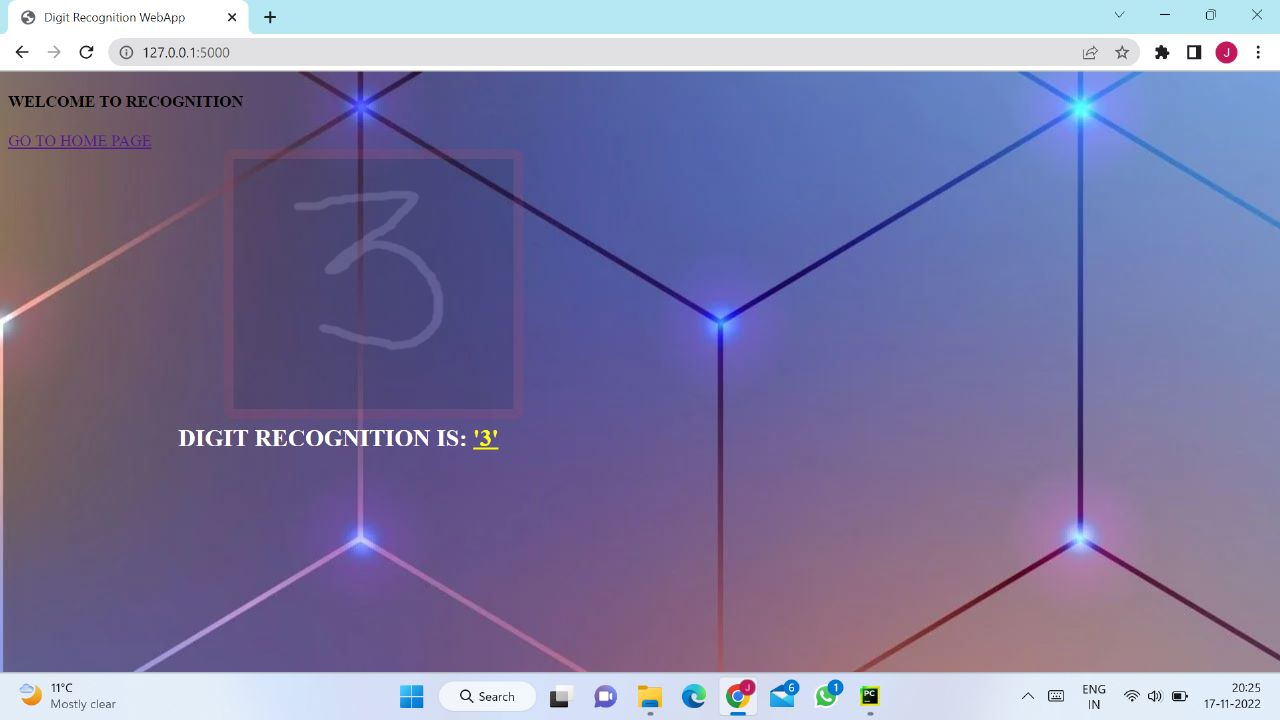 Digit Recognition WebApp
127.0.0.1:5000
J
WELCOME TO RECOGNITION
GO TO HOME PAGE
3
DIGIT RECOGNITION IS: '3'
11°C
Mostly clear
Search
J
6
1
PC
ENG
IN
20:25
17-11-2022